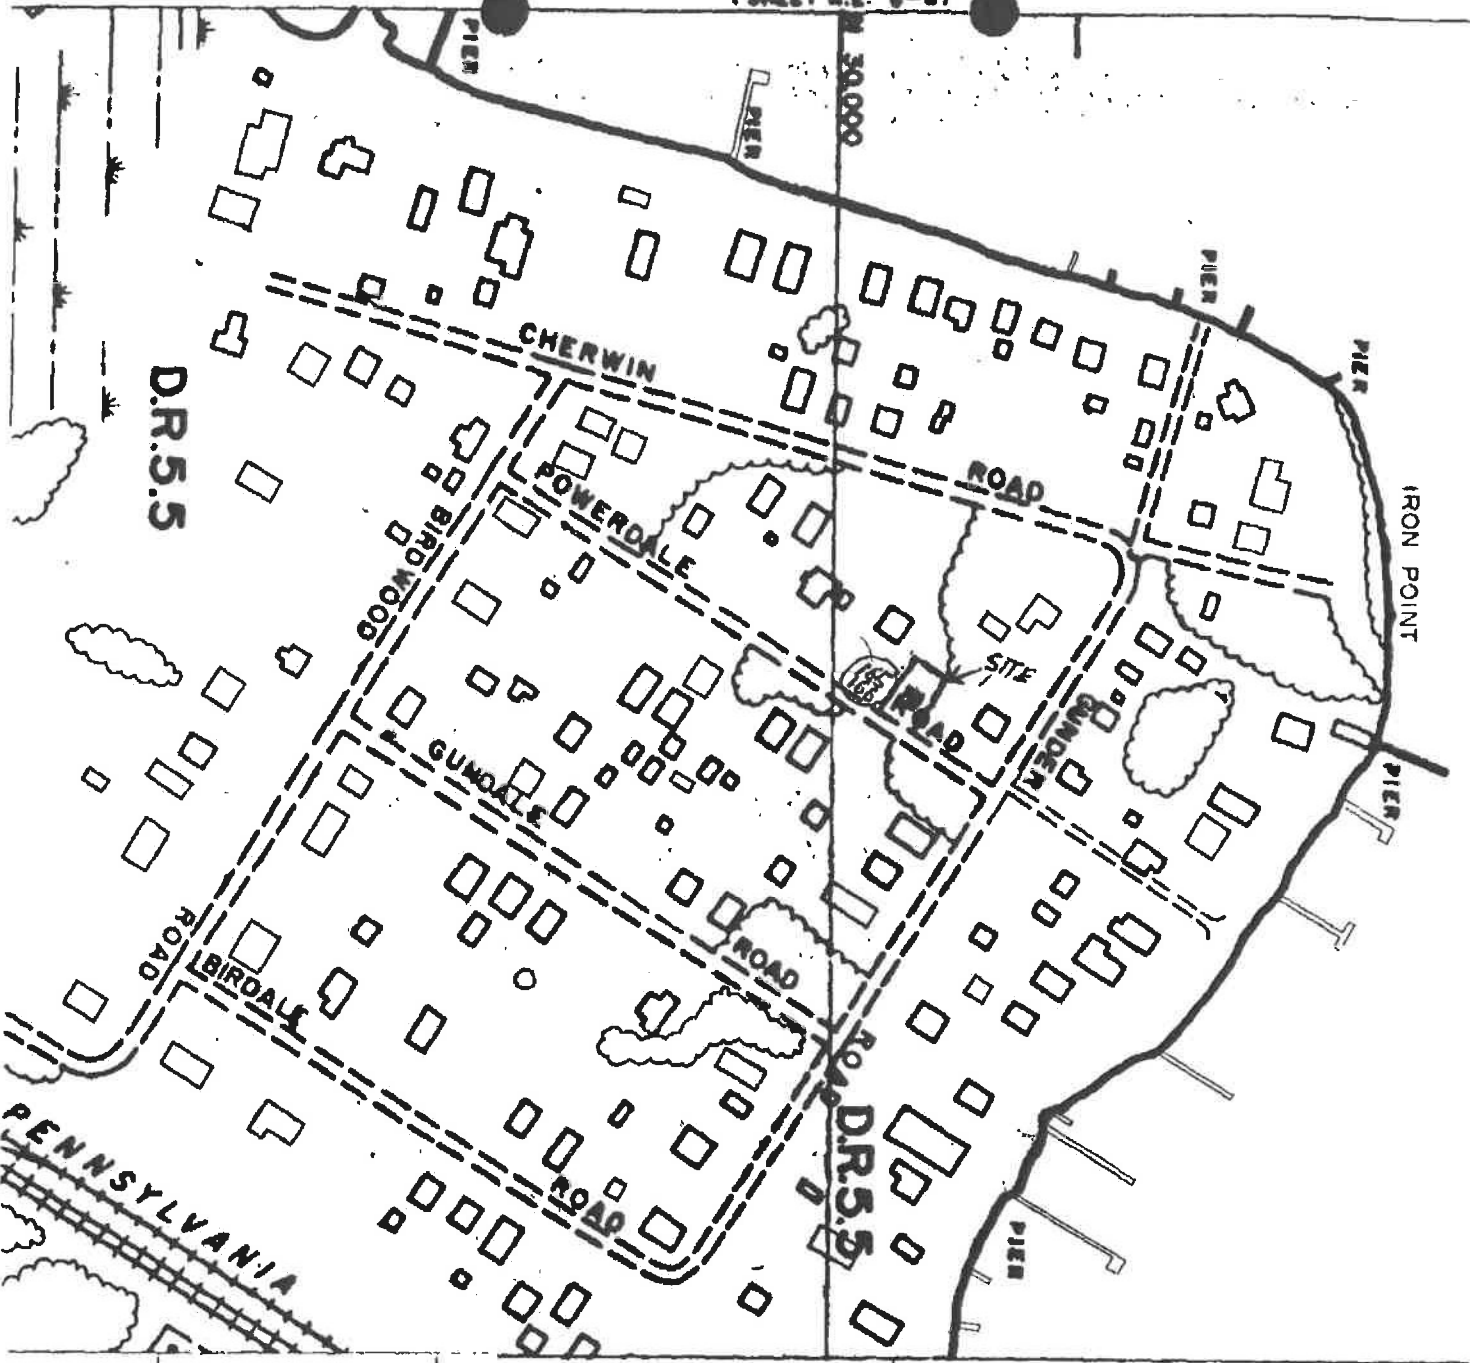 PIER
N 30,000
PIER
PIER
PIER
CHERWIN
ROAD
D.R.5.5
POWERDALE
ROAD
IRON POINT
BIRDWOOD
ROAD
SITE
GUNDER
ROAD
GUNDALE
ROAD
PIER
BIRDALE
ROAD
D.R.5.5
PIER
PENNSYLVANIA